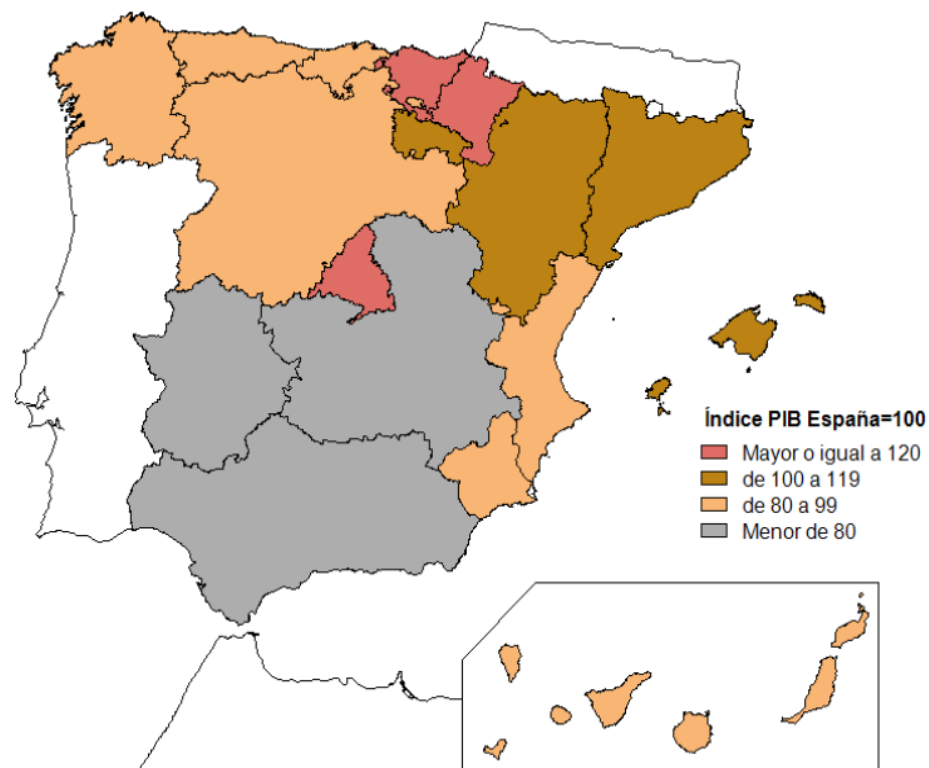 Índice PIB España=100
Mayor o igual a 120
de 100 a 119
de 80 a 99
Menor de 80